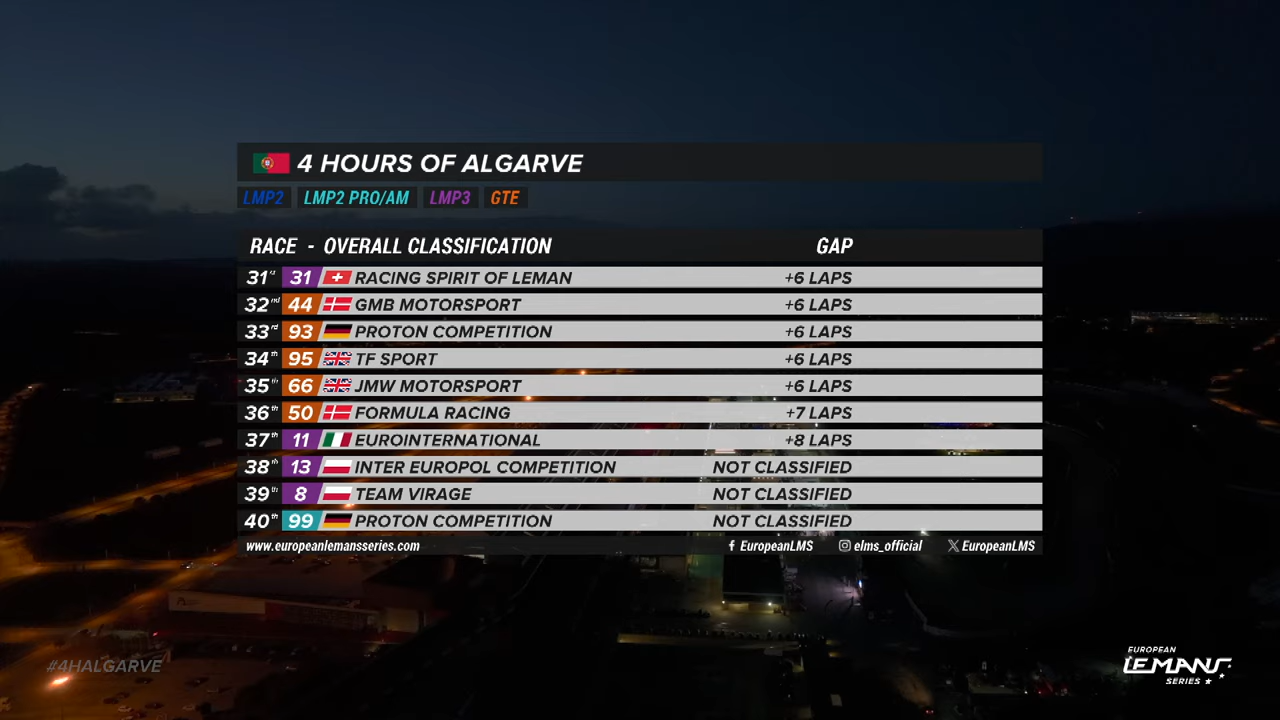 4 HOURS OF ALGARVE
LMP2 LMP2 PRO/AM LMP3 GTE
RACE - OVERALL CLASSIFICATION GAP
31st 31 RACING SPIRIT OF LEMAN +6 LAPS
32nd 44 GMB MOTORSPORT +6 LAPS
33rd 93 PROTON COMPETITION +6 LAPS
34th 95 TF SPORT +6 LAPS
35th 66 JMW MOTORSPORT +6 LAPS
36th 50 FORMULA RACING +7 LAPS
37th 11 EUROINTERNATIONAL +8 LAPS
38th 13 INTER EUROPOL COMPETITION NOT CLASSIFIED
39th 8 TEAM VIRAGE NOT CLASSIFIED
40th 99 PROTON COMPETITION NOT CLASSIFIED
www.europeanlemansseries.com EuropeanLMS elms_official EuropeanLMS
#4HALGARVE
EUROPEAN
LEMANS
SERIES